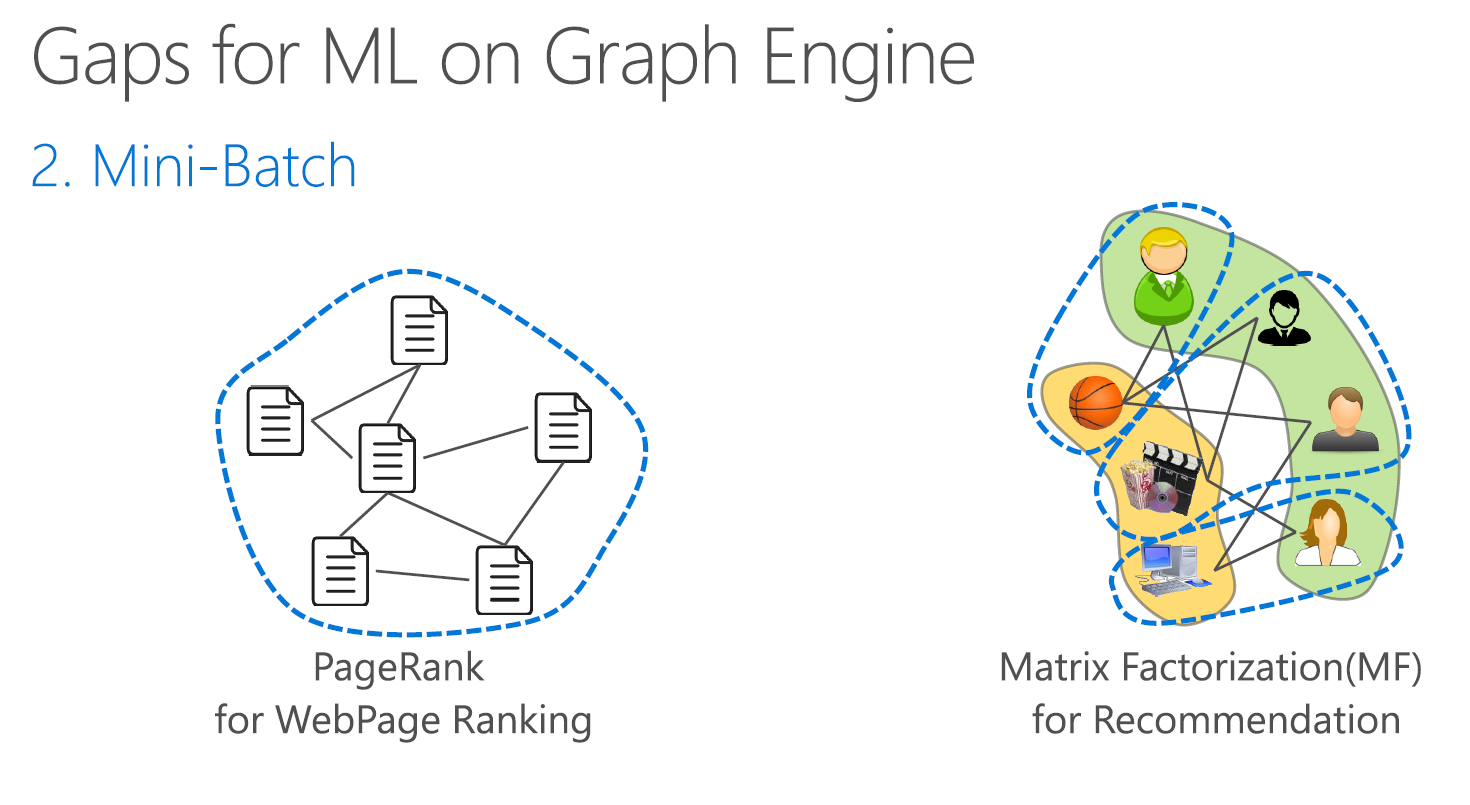 Gaps for ML on Graph Engine
2. Mini-Batch
PageRank
for WebPage Ranking
Matrix Factorization(MF)
for Recommendation